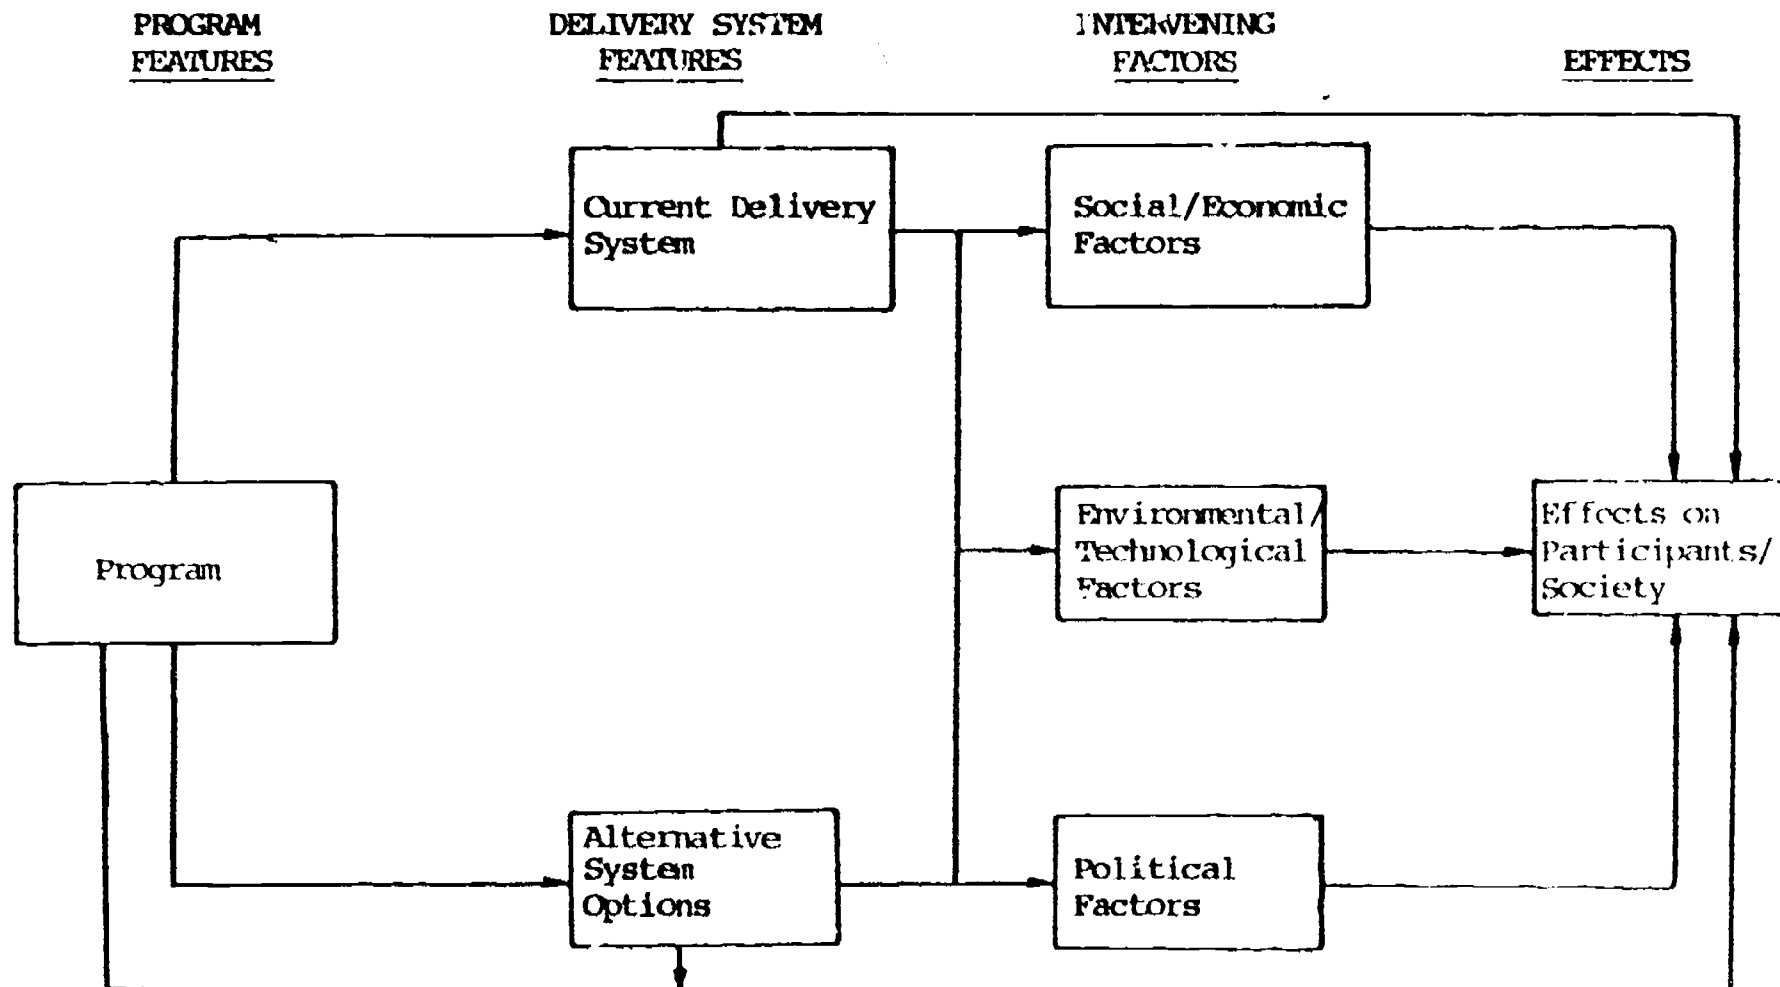 PROGRAM
FEATURES
DELIVERY SYSTEM
FEATURES
INTERVENING
FACTORS
EFFECTS
Current Delivery
System
Social/Economic
Factors
Program
Environmental/
Technological
Factors
Effects on
Participants/
Society
Alternative
System
Options
Political
Factors